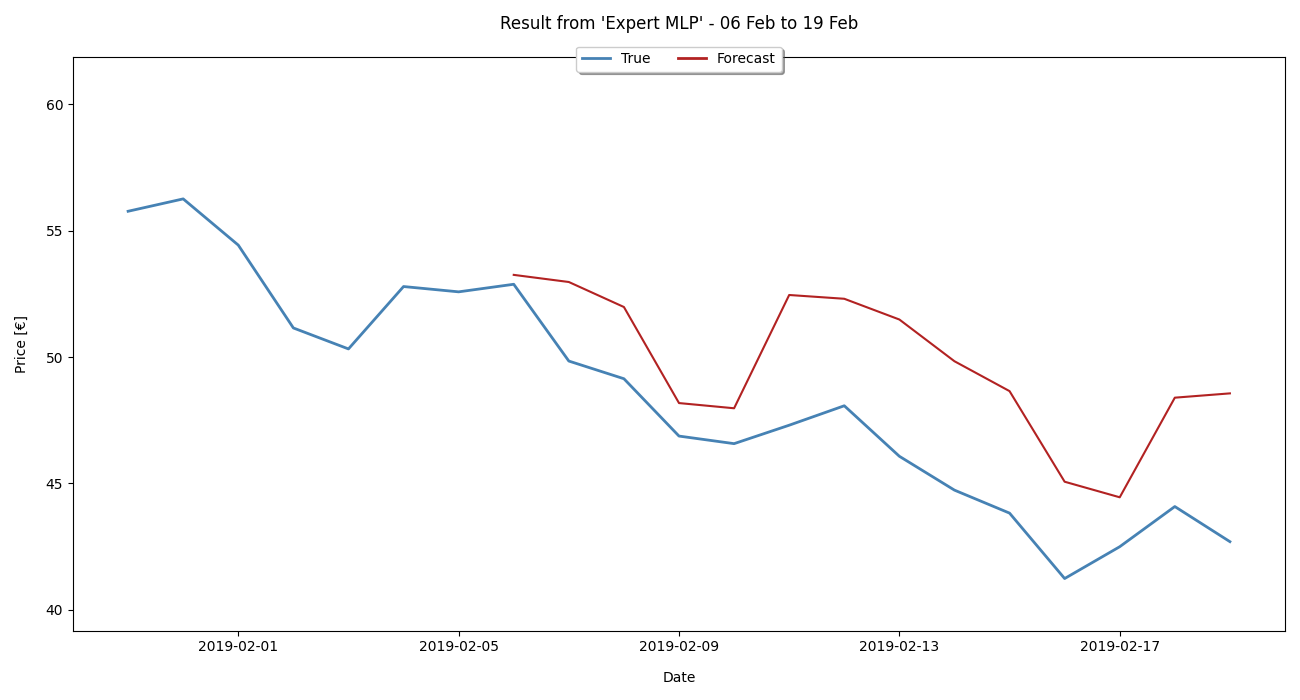 Result from 'Expert MLP' - 06 Feb to 19 Feb
True Forecast
Price [€]
60
55
50
45
40
2019-02-01 2019-02-05 2019-02-09 2019-02-13 2019-02-17
Date